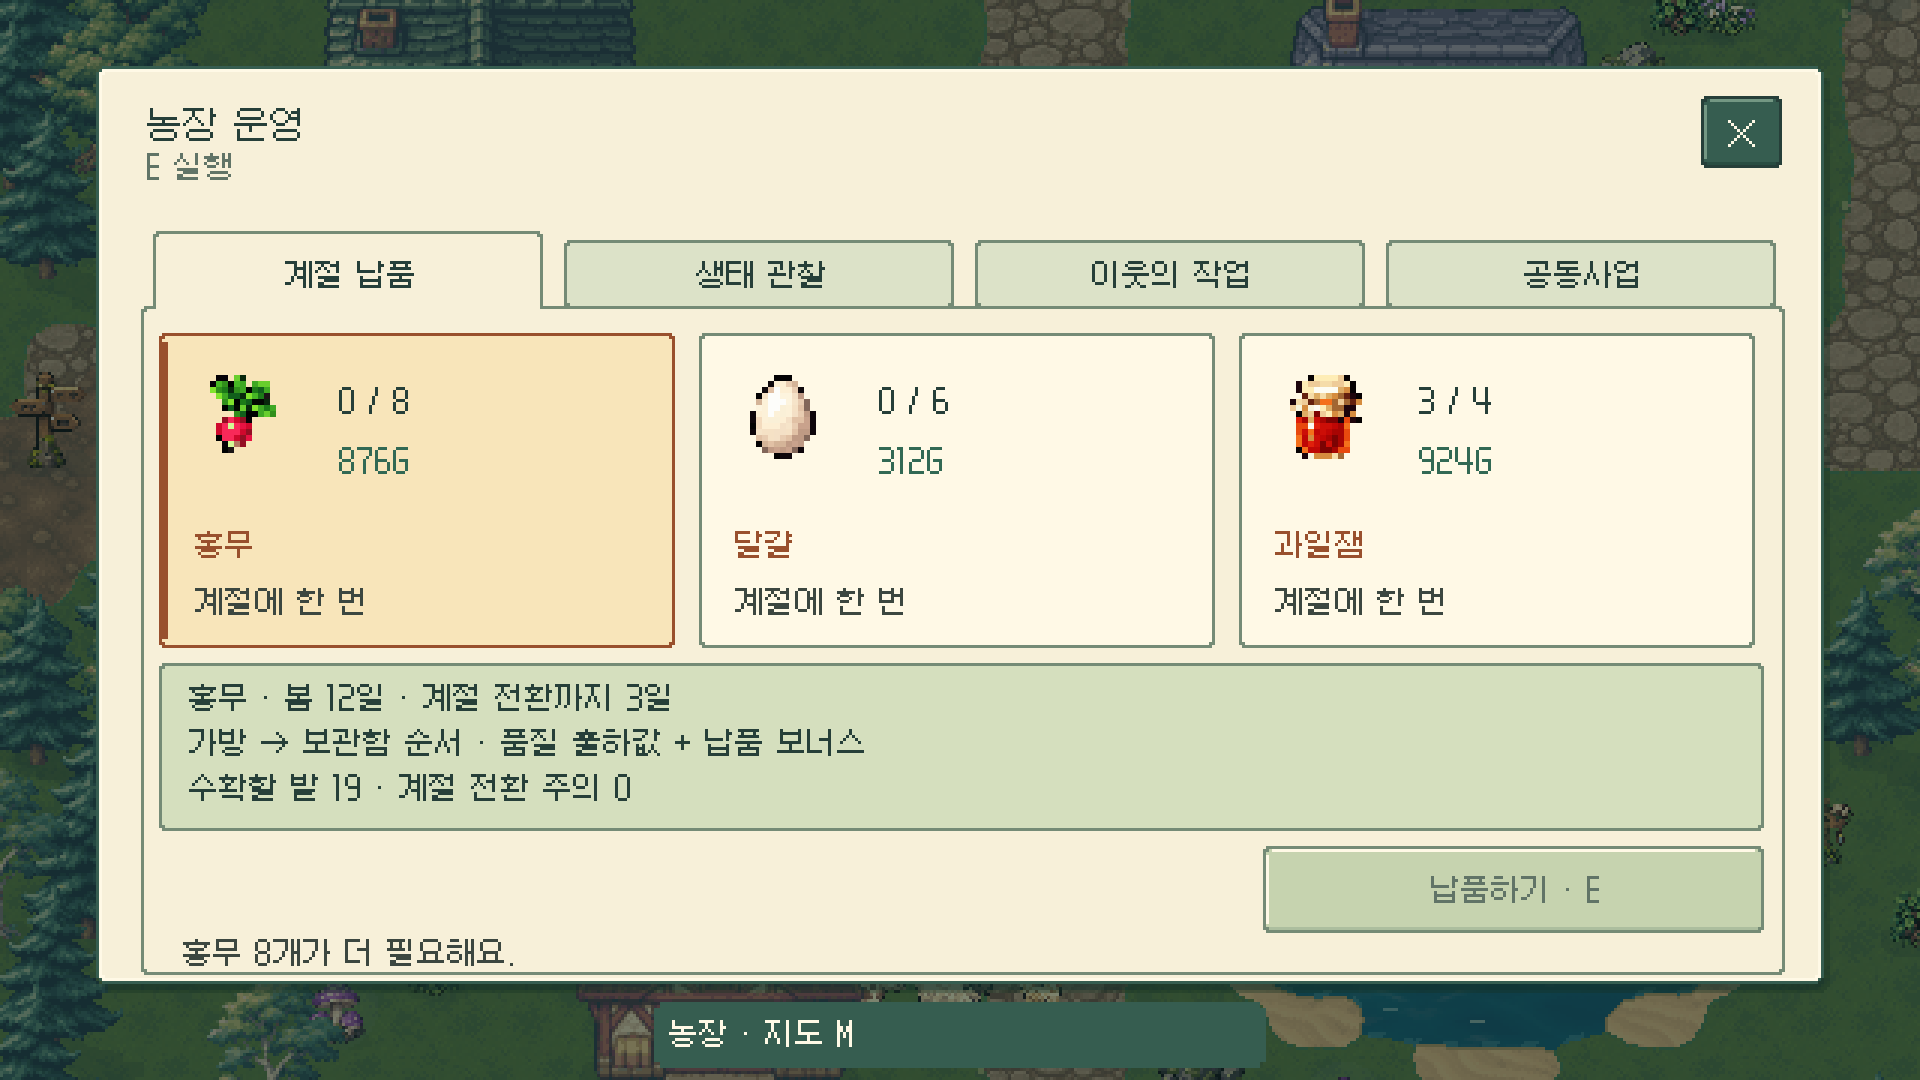 농장 운영
E 실행
계절 납품
생태 관찰
이웃의 작업
공동사업
0 / 8
876G
홍무
계절에 한 번
0 / 6
312G
달걀
계절에 한 번
3 / 4
924G
과일잼
계절에 한 번
홍무 · 봄 12일 · 계절 전환까지 3일
가방 → 보관함 순서 · 품질 출하값 + 납품 보너스
수확할 밭 19 · 계절 전환 주의 0
납품하기 · E
홍무 8개가 더 필요해요.
농장 · 지도 M